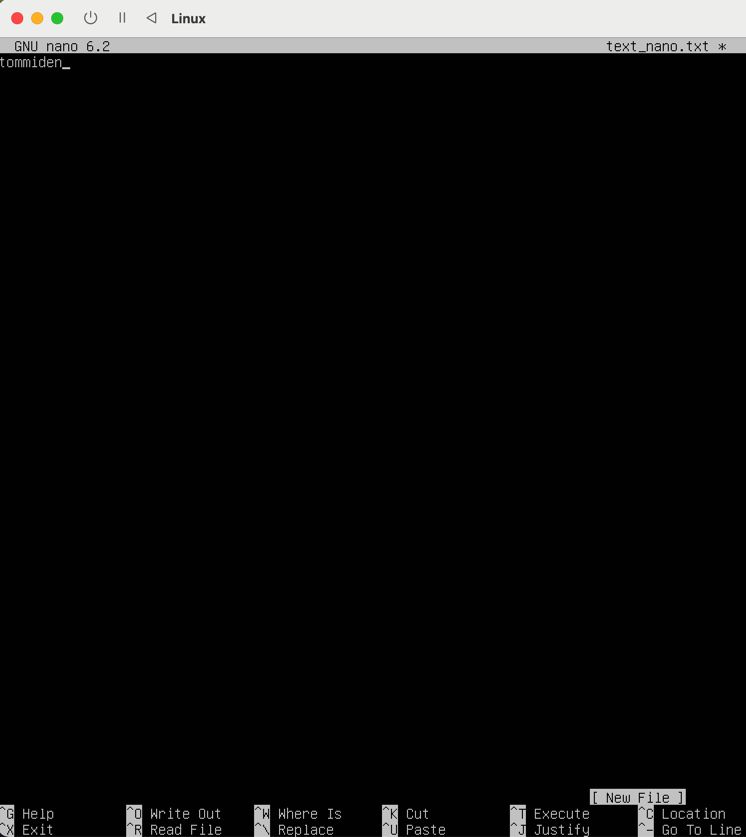 Linux
GNU nano 6.2 text_nano.txt *
tommiden_
[ New File ]
^G Help ^O Write Out ^W Where Is ^K Cut ^T Execute ^C Location
^X Exit ^R Read File ^\ Replace ^U Paste ^J Justify ^_ Go To Line